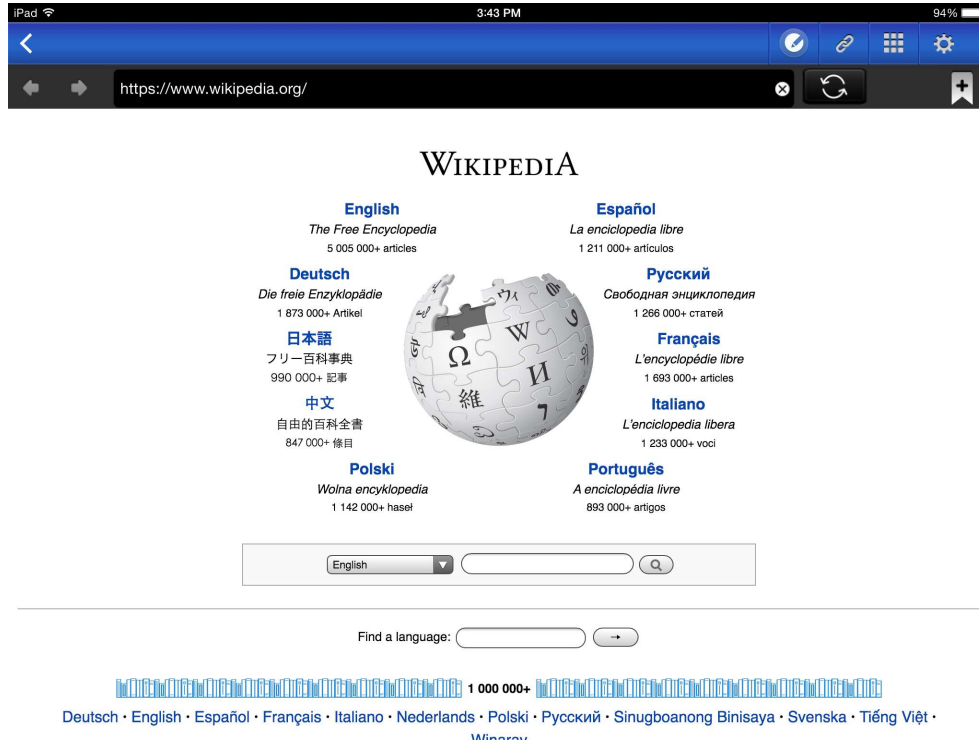 iPad 3:43 PM 94%
https://www.wikipedia.org/
WIKIPEDIA
English
The Free Encyclopedia
5 005 000+ articles
Español
La enciclopedia libre
1 211 000+ artículos
Deutsch
Die freie Enzyklopädie
1 873 000+ Artikel
Русский
Свободная энциклопедия
1 266 000+ статей
日本語
フリー百科事典
990 000+ 記事
Français
L'encyclopédie libre
1 693 000+ articles
中文
自由的百科全書
847 000+ 條目
Italiano
L'enciclopedia libera
1 233 000+ voci
Polski
Wolna encyklopedia
1 142 000+ haseł
Português
A enciclopédia livre
893 000+ artigos
Ω W И 維 ウィ
English
Find a language:
1 000 000+
Deutsch · English · Español · Français · Italiano · Nederlands · Polski · Русский · Sinugboanong Binisaya · Svenska · Tiếng Việt ·
Winaray